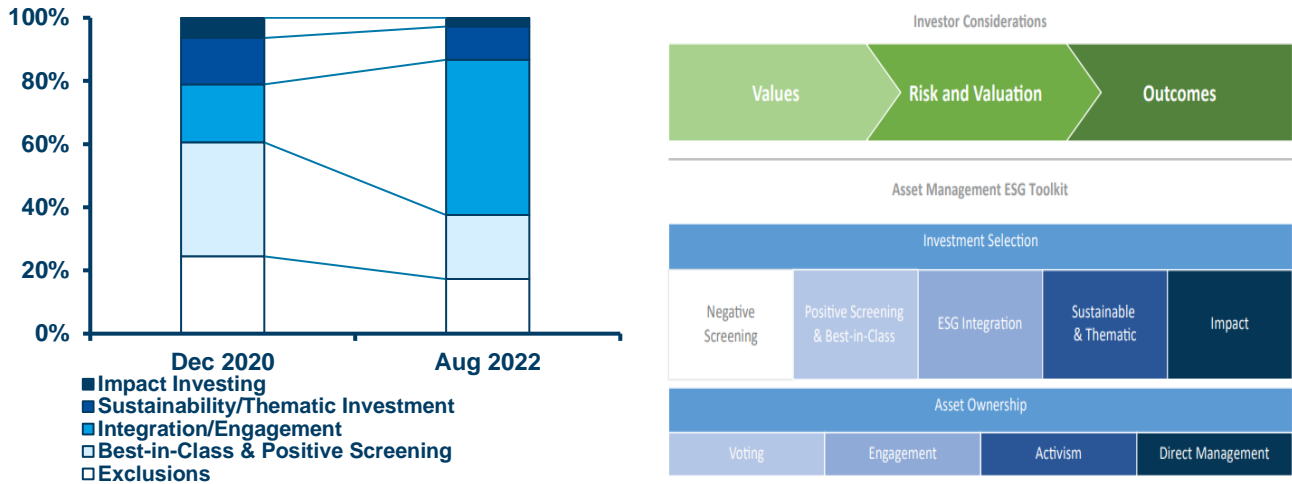 100%
80%
60%
40%
20%
0%
Dec 2020
Aug 2022
Impact Investing
Sustainability/Thematic Investment
Integration/Engagement
Best-in-Class & Positive Screening
Exclusions
Investor Considerations
Values
Risk and Valuation
Outcomes
Asset Management ESG Toolkit
Investment Selection
Negative
Screening
Positive Screening
& Best-in-Class
ESG Integration
Sustainable
& Thematic
Impact
Asset Ownership
Voting
Engagement
Activism
Direct Management